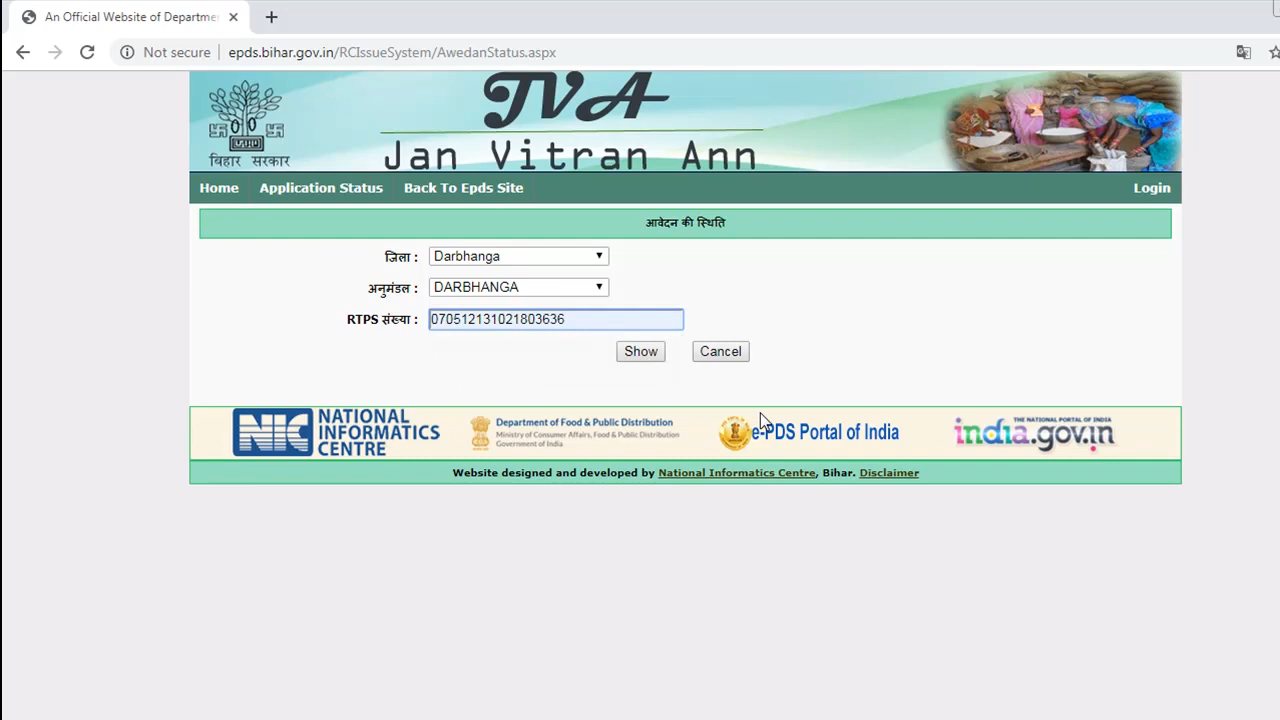 An Official Website of Departme
Not secure
epds.bihar.gov.in/RCIssueSystem/AwedanStatus.aspx
बिहार सरकार
JVA
Jan Vitran Ann
Home Application Status Back To Epds Site Login
आवेदन की स्थिति
जिला : Darbhanga
अनुमंडल : DARBHANGA
RTPS संख्या : 070512131021803636
Show Cancel
NIC NATIONAL INFORMATICS CENTRE
Department of Food & Public Distribution
Ministry of Consumer Affairs, Food & Public Distribution
Government of India
e-PDS Portal of India
THE NATIONAL PORTAL OF INDIA
india.gov.in
Website designed and developed by National Informatics Centre, Bihar. Disclaimer